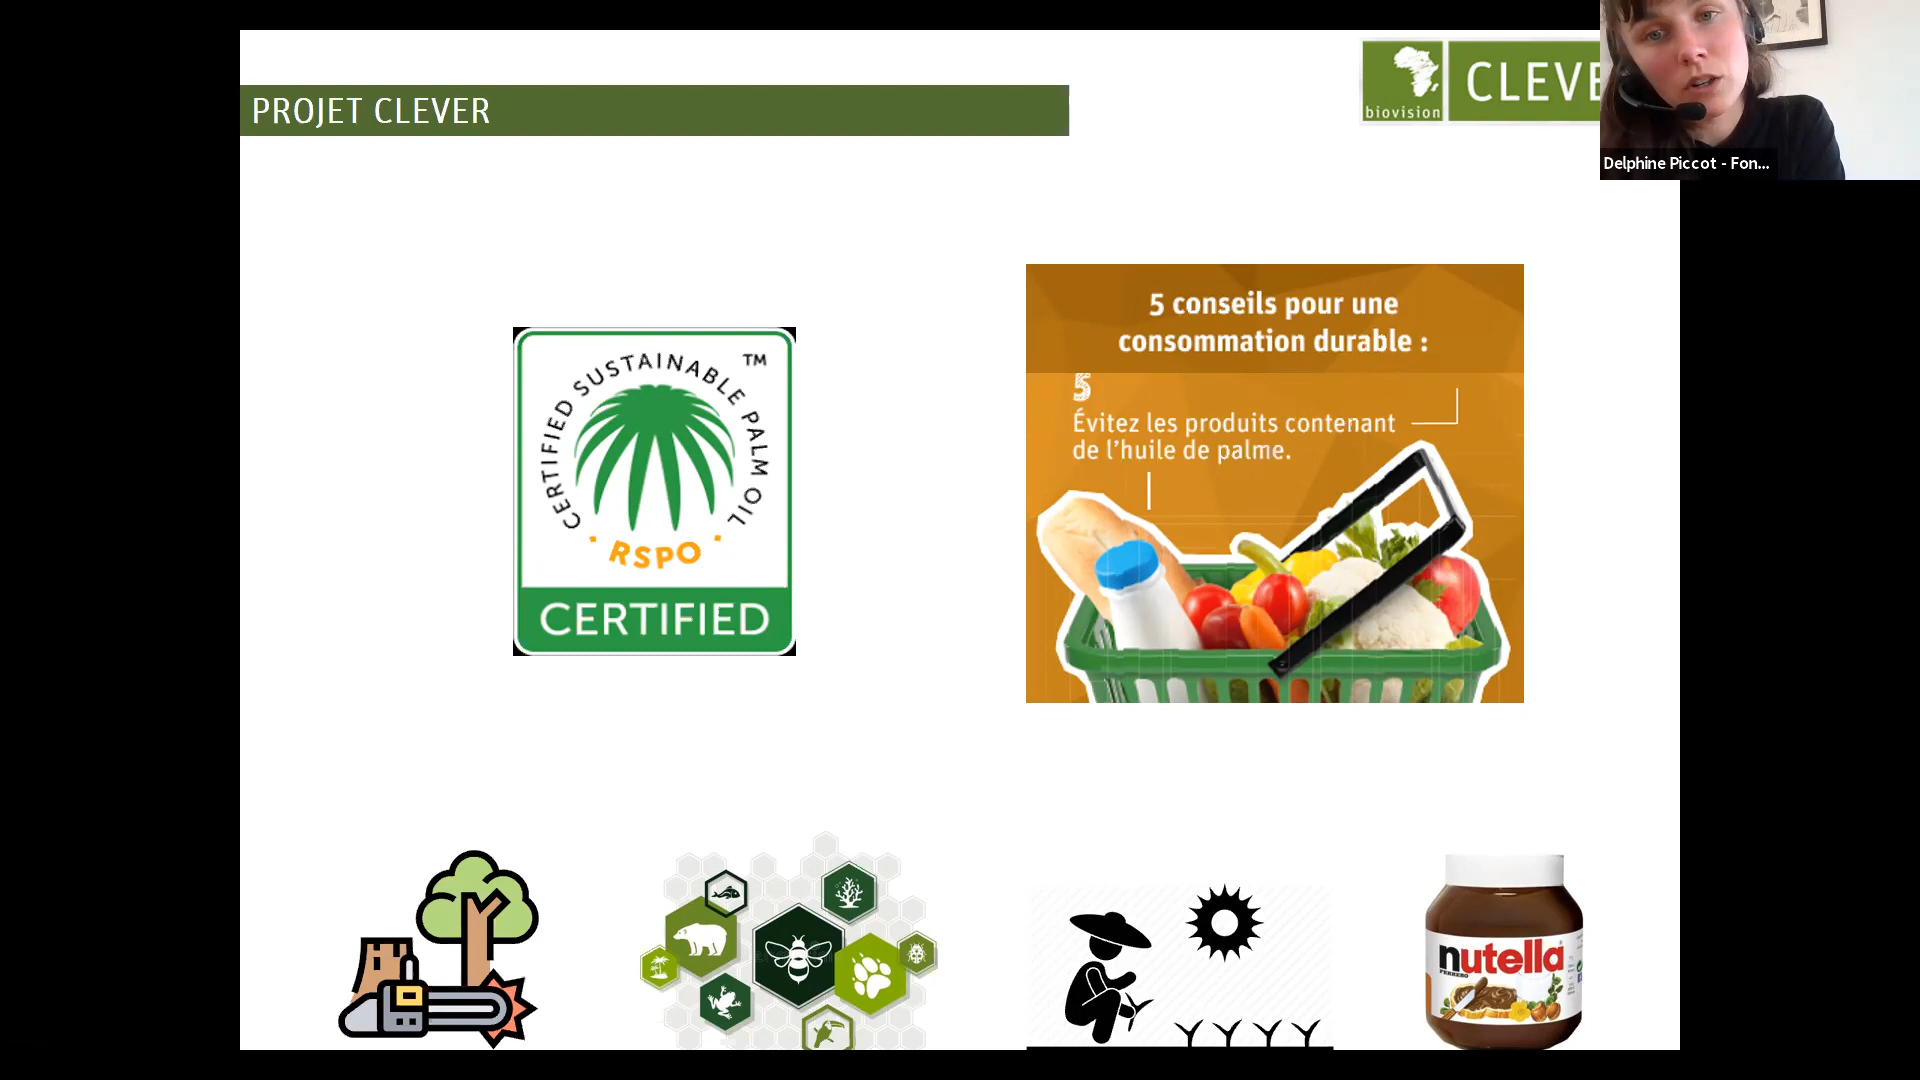 PROJET CLEVER
biovision
CLEVE
Delphine Piccot - Fon...
CERTIFIED SUSTAINABLE PALM OIL
TM
· RSPO ·
CERTIFIED
5 conseils pour une
consommation durable :
5
Évitez les produits contenant
de l'huile de palme.
nutella
FERRERO